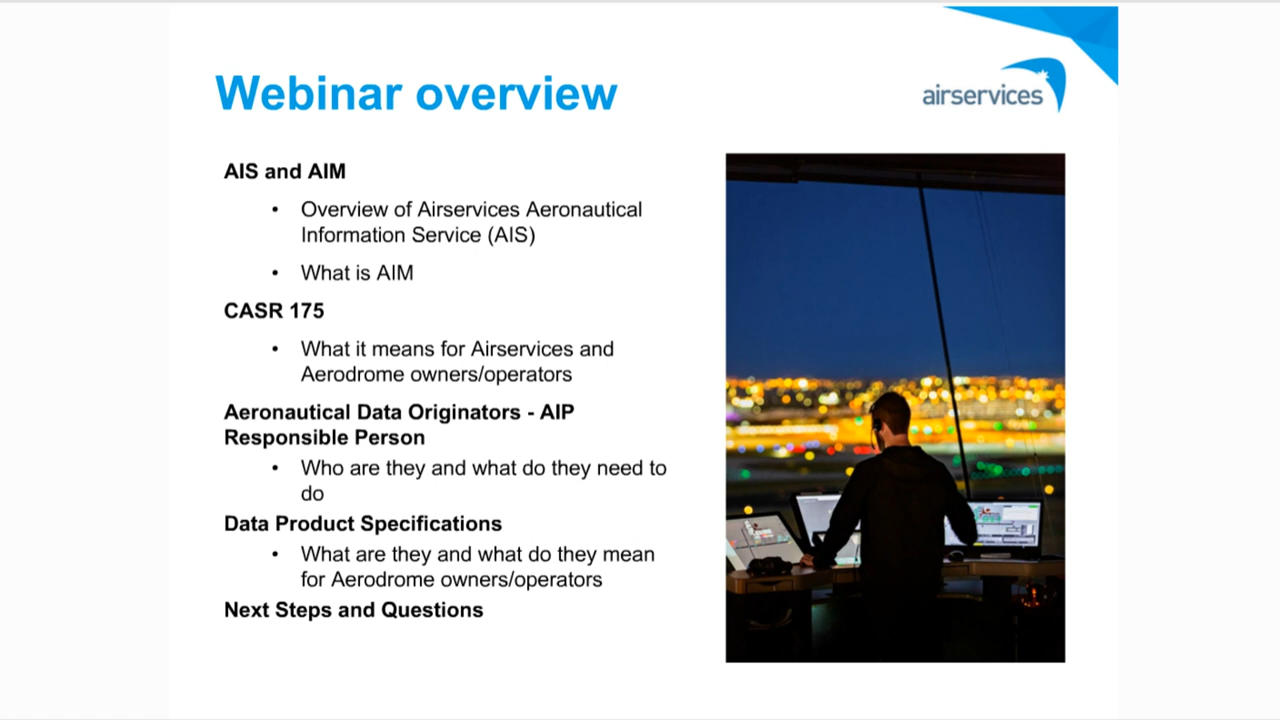 Webinar overview
airservices
AIS and AIM
• Overview of Airservices Aeronautical
Information Service (AIS)
• What is AIM
CASR 175
• What it means for Airservices and
Aerodrome owners/operators
Aeronautical Data Originators - AIP
Responsible Person
• Who are they and what do they need to
do
Data Product Specifications
• What are they and what do they mean
for Aerodrome owners/operators
Next Steps and Questions